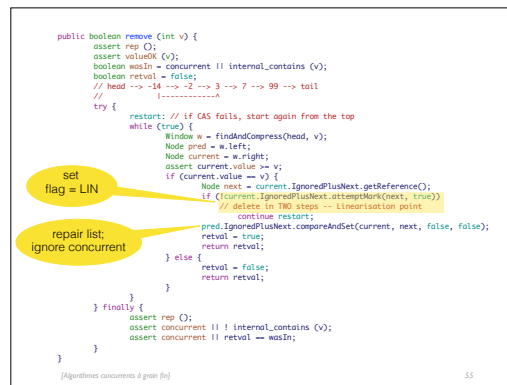 public boolean remove (int v) {
assert rep ();
assert valueOK (v);
boolean wasIn = concurrent || internal_contains (v);
boolean retval = false;
// head --> -14 --> -2 --> 3 --> 7 --> 99 --> tail
// |------------^
try {
restart: // if CAS fails, start again from the top
while (true) {
Window w = findAndCompress(head, v);
Node pred = w.left;
Node current = w.right;
assert current.value >= v;
if (current.value == v) {
Node next = current.IgnoredPlusNext.getReference();
if (!current.IgnoredPlusNext.attemptMark(next, true))
// delete in TWO steps -- Linearisation point
continue restart;
pred.IgnoredPlusNext.compareAndSet(current, next, false, false);
retval = true;
return retval;
} else {
retval = false;
return retval;
}
}
} finally {
assert rep ();
assert concurrent || ! internal_contains (v);
assert concurrent || retval == wasIn;
}
}
set
flag = LIN
repair list;
ignore concurrent
[Algorithmes concurrents à grain fin]
55